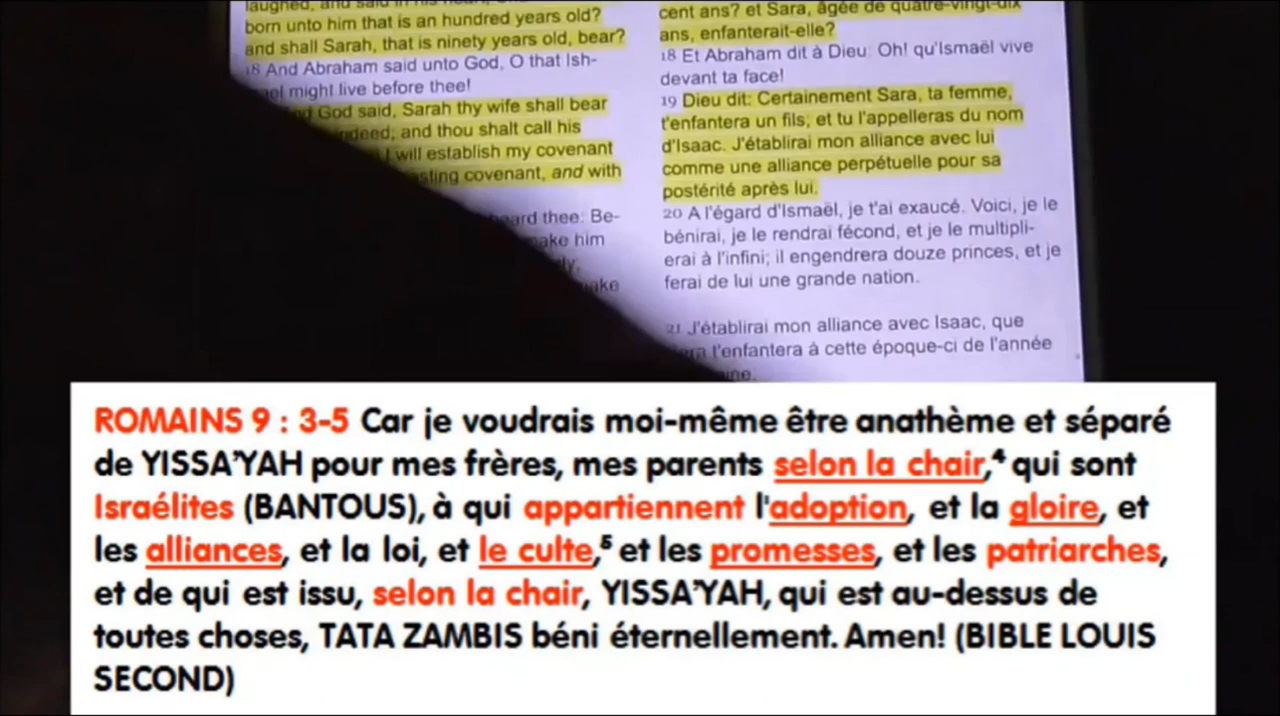 laughed, and said in his heart,
born unto him that is an hundred years old?
and shall Sarah, that is ninety years old, bear?
18 And Abraham said unto God, O that Ish-
mael might live before thee!
God said, Sarah thy wife shall bear
indeed; and thou shalt call his
I will establish my covenant
sting covenant, and with
eard thee: Be-
ake him
ly,
ake
cent ans? et Sara, âgée de quatre-vingt-dix
ans, enfanterait-elle?
18 Et Abraham dit à Dieu: Oh! qu'Ismaël vive
devant ta face!
19 Dieu dit: Certainement Sara, ta femme,
t'enfantera un fils; et tu l'appelleras du nom
d'Isaac. J'établirai mon alliance avec lui
comme une alliance perpétuelle pour sa
postérité après lui.
20 A l'égard d'Ismaël, je t'ai exaucé. Voici, je le
bénirai, je le rendrai fécond, et je le multipli-
erai à l'infini; il engendrera douze princes, et je
ferai de lui une grande nation.
21 J'établirai mon alliance avec Isaac, que
ra t'enfantera à cette époque-ci de l'année
ine.
ROMAINS 9 : 3-5 Car je voudrais moi-même être anathème et séparé
de YISSA'YAH pour mes frères, mes parents selon la chair,⁴ qui sont
Israélites (BANTOUS), à qui appartiennent l'adoption, et la gloire, et
les alliances, et la loi, et le culte,⁵ et les promesses, et les patriarches,
et de qui est issu, selon la chair, YISSA'YAH, qui est au-dessus de
toutes choses, TATA ZAMBIS béni éternellement. Amen! (BIBLE LOUIS
SECOND)